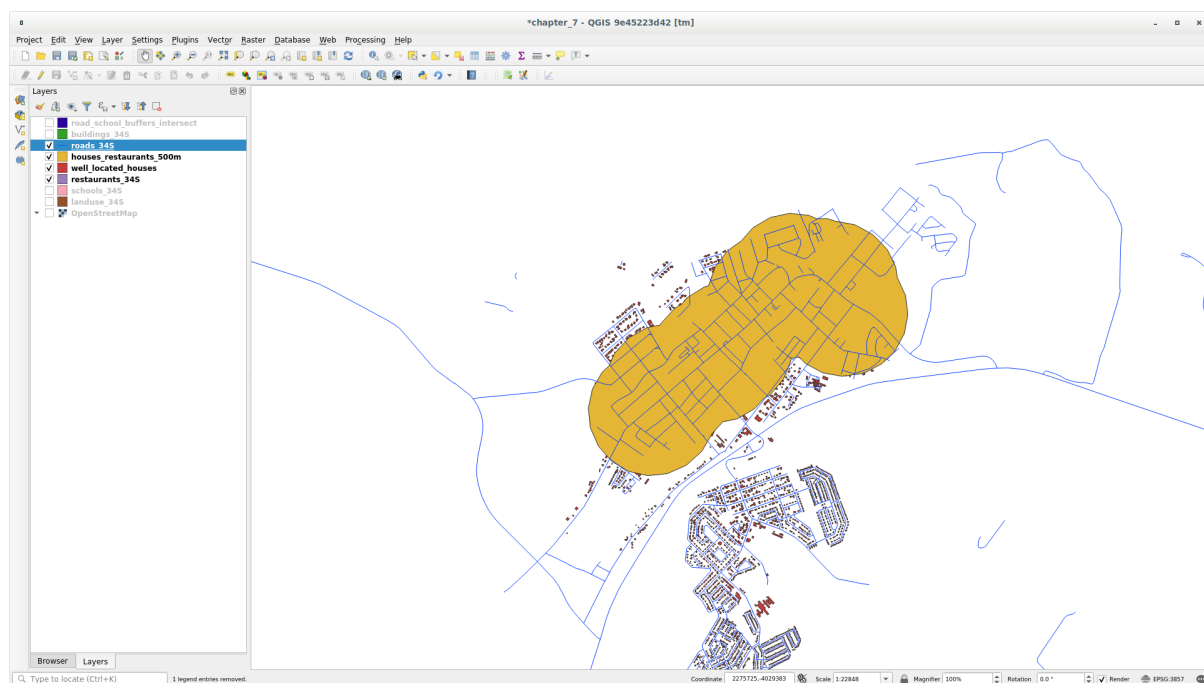 *chapter_7 - QGIS 9e45223d42 [tm]
Project Edit View Layer Settings Plugins Vector Raster Database Web Processing Help
Layers
road_school_buffers_intersect
buildings_34S
roads_34S
houses_restaurants_500m
well_located_houses
restaurants_34S
schools_34S
landuse_34S
OpenStreetMap
Browser Layers
Type to locate (Ctrl+K) 1 legend entries removed. Coordinate 2275725,-4029383 Scale 1:22848 Magnifier 100% Rotation 0.0 ° Render EPSG:3857